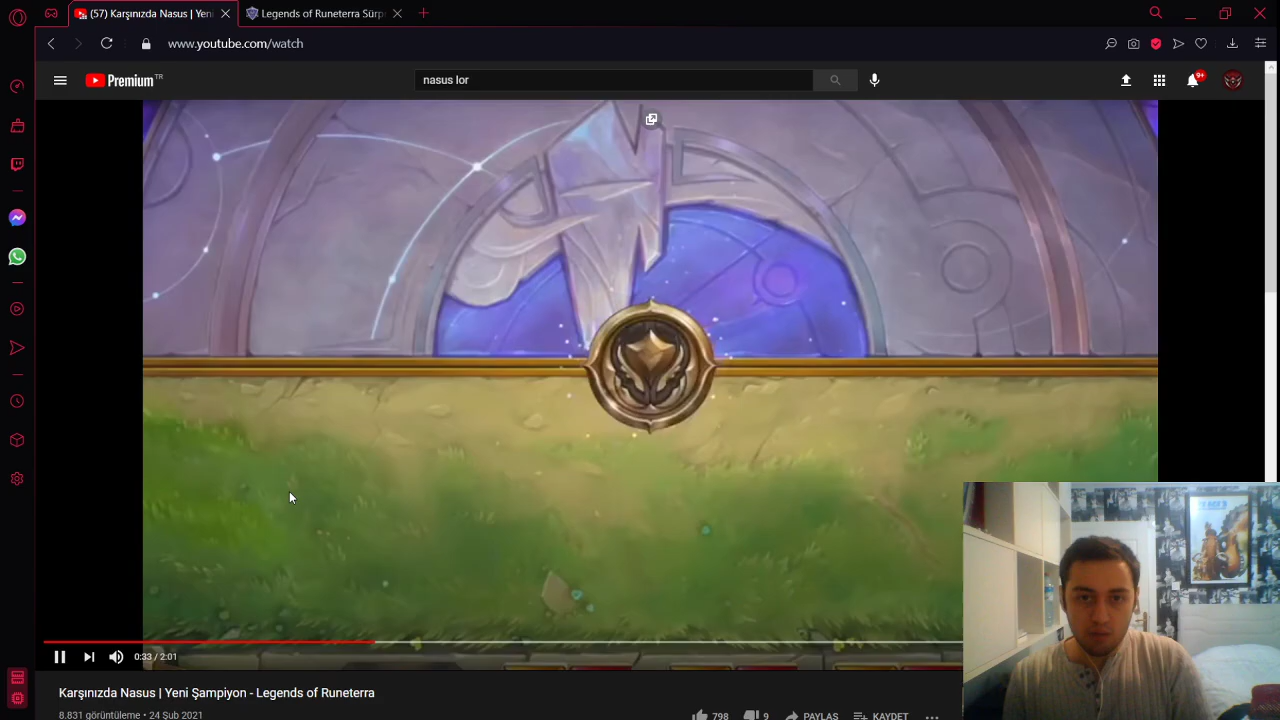 (57) Karşınızda Nasus | Yeni
Legends of Runeterra Sürp
www.youtube.com/watch
Premium TR
nasus lor
9+
0:33 / 2:01
Karşınızda Nasus | Yeni Şampiyon - Legends of Runeterra
8.831 görüntüleme • 24 Şub 2021
798
9
PAYLAŞ
KAYDET